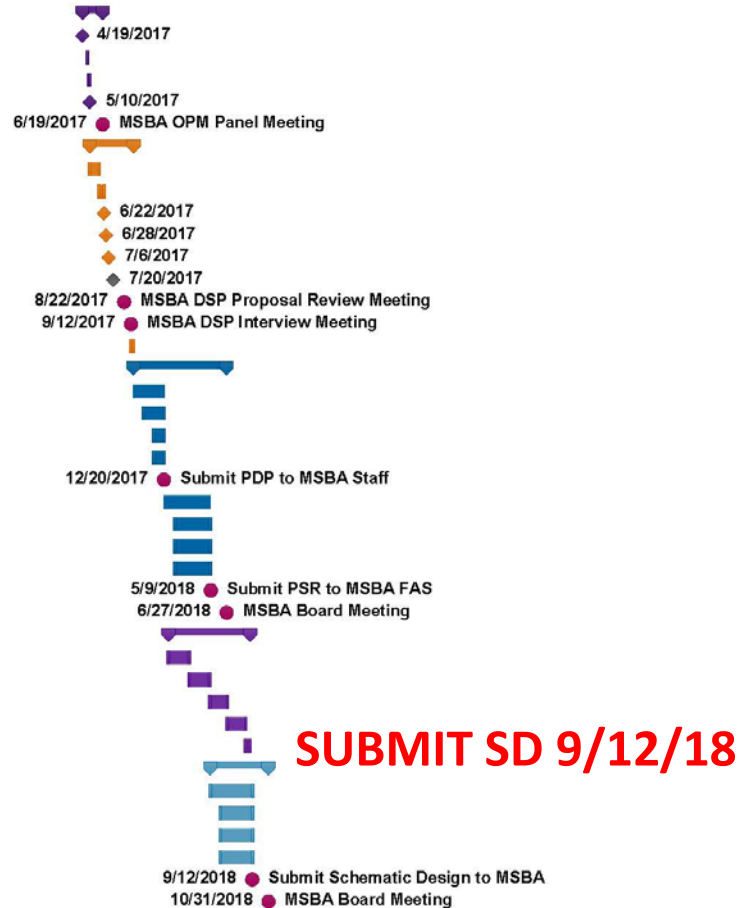 4/19/2017
5/10/2017
6/19/2017 MSBA OPM Panel Meeting
6/22/2017
6/28/2017
7/6/2017
7/20/2017
8/22/2017 MSBA DSP Proposal Review Meeting
9/12/2017 MSBA DSP Interview Meeting
12/20/2017 Submit PDP to MSBA Staff
5/9/2018 Submit PSR to MSBA FAS
6/27/2018 MSBA Board Meeting
SUBMIT SD 9/12/18
9/12/2018 Submit Schematic Design to MSBA
10/31/2018 MSBA Board Meeting